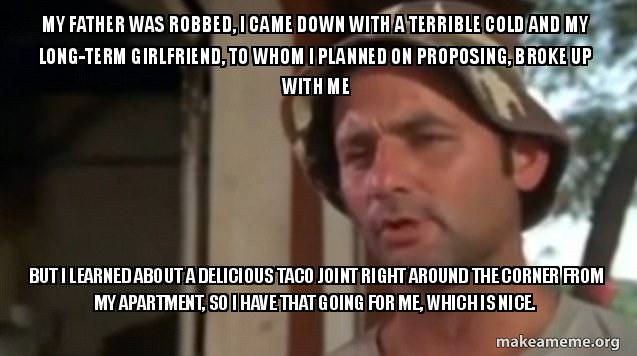 MY FATHER WAS ROBBED, I CAME DOWN WITH A TERRIBLE COLD AND MY
LONG-TERM GIRLFRIEND, TO WHOM I PLANNED ON PROPOSING, BROKE UP
WITH ME
BUT I LEARNED ABOUT A DELICIOUS TACO JOINT RIGHT AROUND THE CORNER FROM
MY APARTMENT, SO I HAVE THAT GOING FOR ME, WHICH IS NICE.
makeameme.org